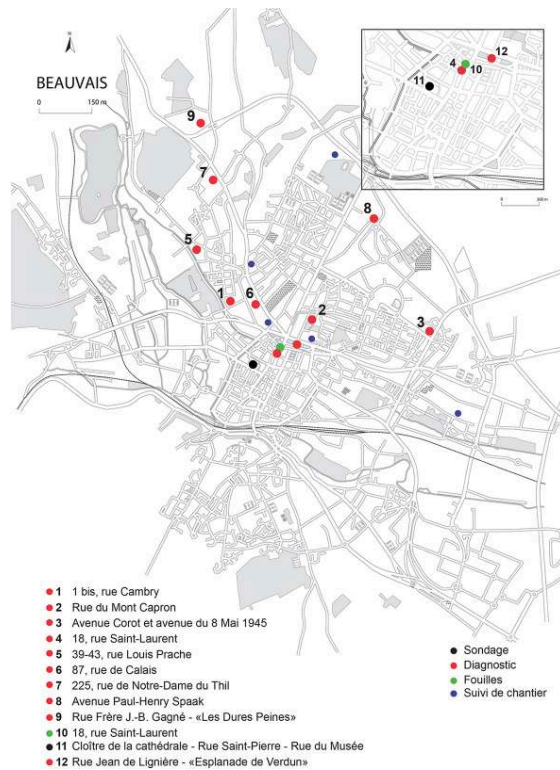 N
BEAUVAIS
0 150 m
12
4
10
11
0 300 m
9
7
8
5
1
6
2
3
1 1 bis, rue Cambry
2 Rue du Mont Capron
3 Avenue Corot et avenue du 8 Mai 1945
4 18, rue Saint-Laurent
5 39-43, rue Louis Prache
6 87, rue de Calais
7 225, rue de Notre-Dame du Thil
8 Avenue Paul-Henry Spaak
9 Rue Frère J.-B. Gagné - «Les Dures Peines»
10 18, rue Saint-Laurent
11 Cloître de la cathédrale - Rue Saint-Pierre - Rue du Musée
12 Rue Jean de Lignière - «Esplanade de Verdun»
Sondage
Diagnostic
Fouilles
Suivi de chantier